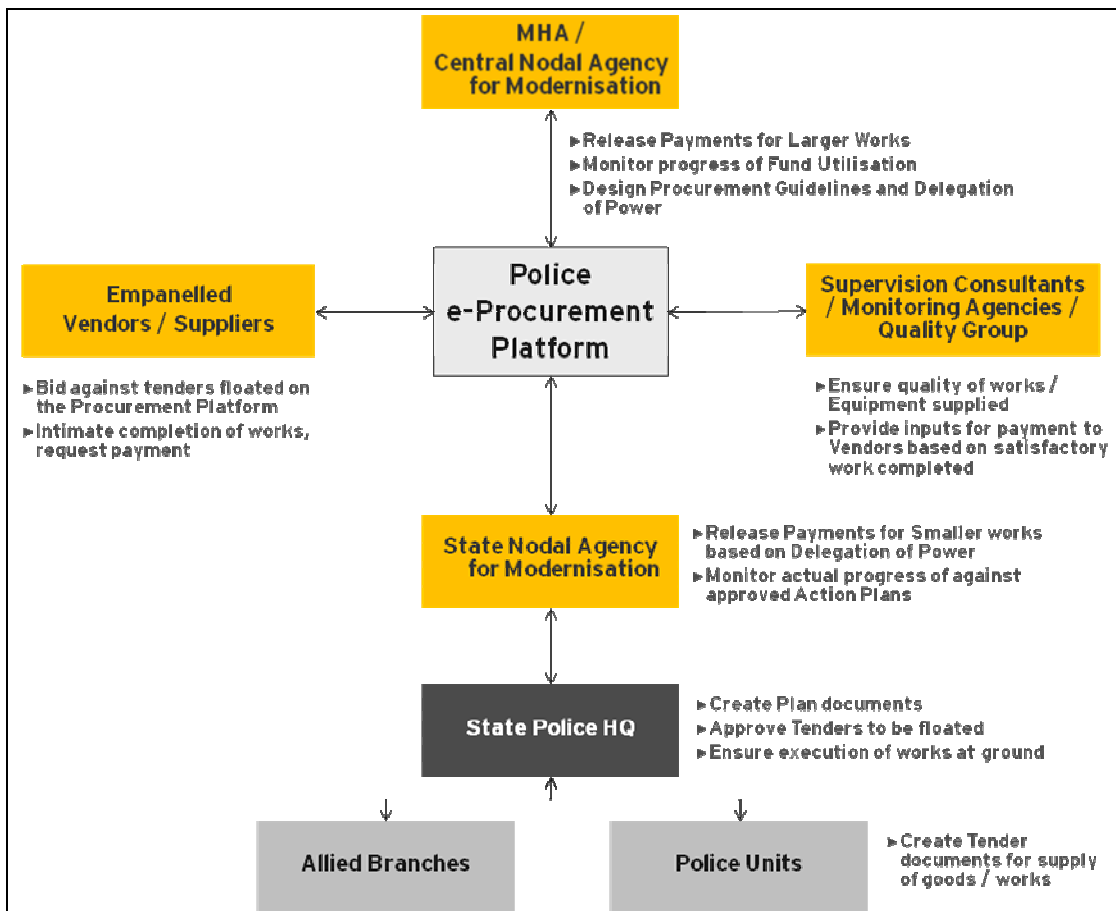 MHA /
Central Nodal Agency
for Modernisation
►Release Payments for Larger Works
►Monitor progress of Fund Utilisation
►Design Procurement Guidelines and Delegation
of Power
Empanelled
Vendors / Suppliers
Police
e-Procurement
Platform
Supervision Consultants
/ Monitoring Agencies /
Quality Group
►Bid against tenders floated on
the Procurement Platform
►Intimate completion of works,
request payment
►Ensure quality of works /
Equipment supplied
►Provide inputs for payment to
Vendors based on satisfactory
work completed
State Nodal Agency
for Modernisation
►Release Payments for Smaller works
based on Delegation of Power
►Monitor actual progress of against
approved Action Plans
State Police HQ
►Create Plan documents
►Approve Tenders to be floated
►Ensure execution of works at ground
Allied Branches
Police Units
►Create Tender
documents for supply
of goods / works